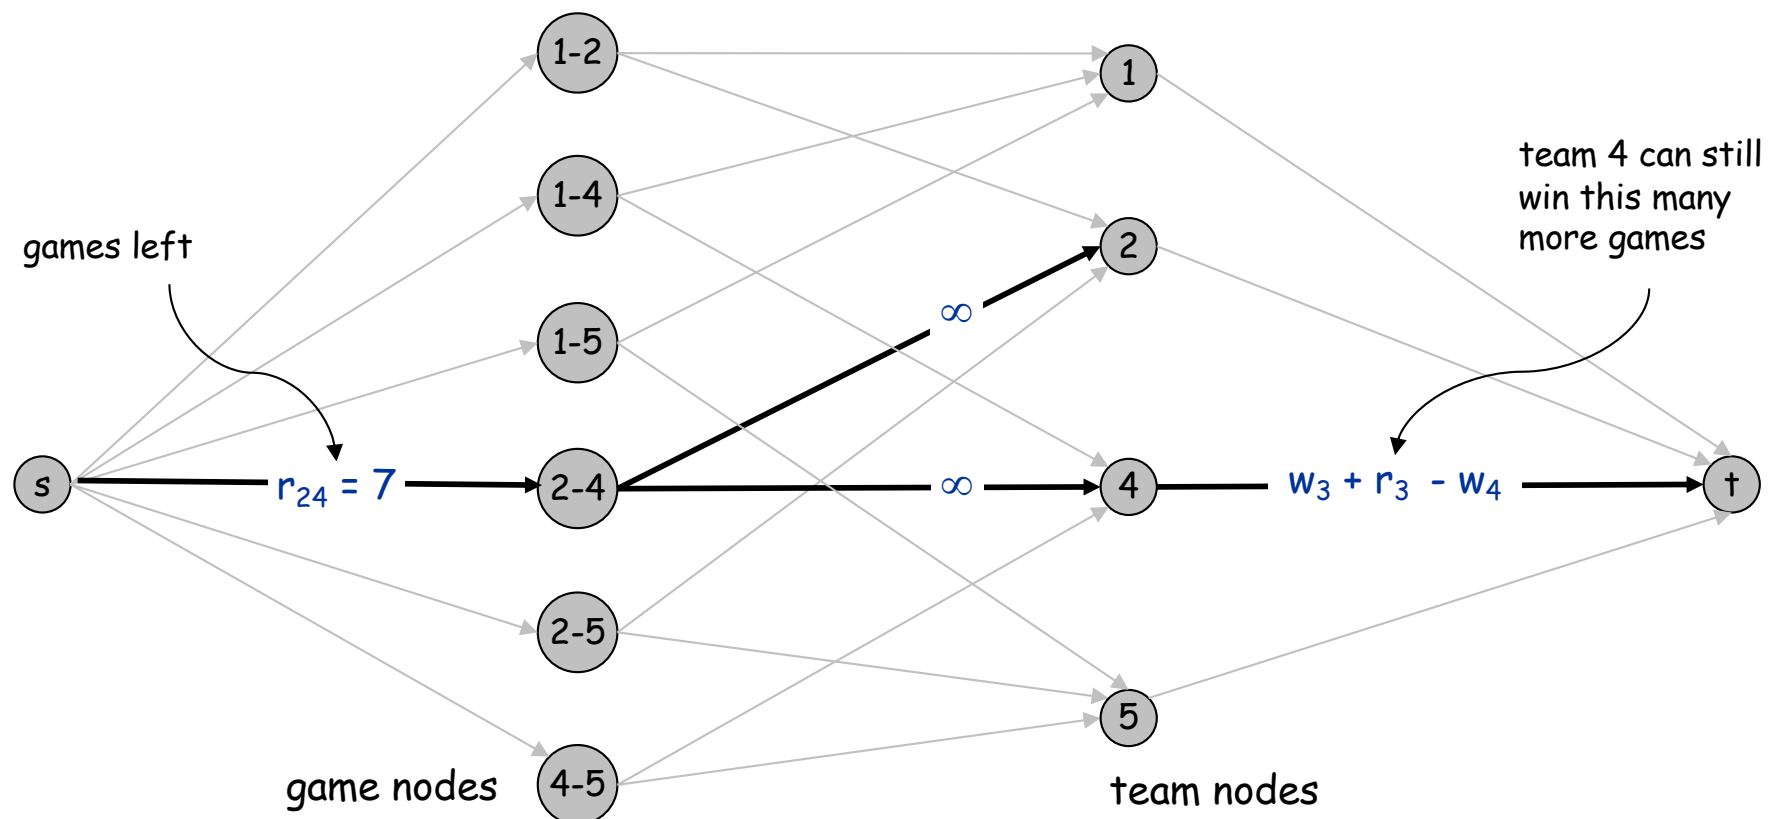 1-2
1
team 4 can still
win this many
more games
1-4
games left
2
∞
1-5
s
r₂₄ = 7
2-4
∞
4
w₃ + r₃ - w₄
t
2-5
5
4-5
game nodes
team nodes